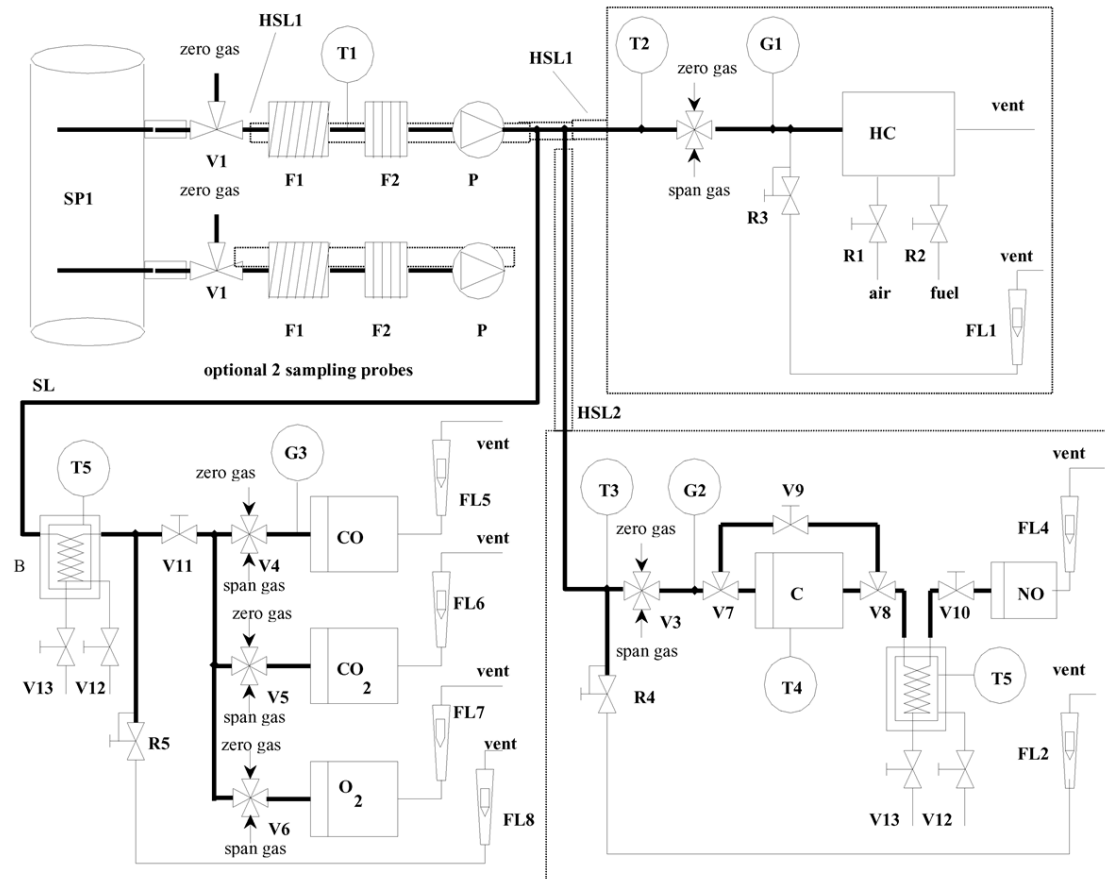 HSL1
zero gas
T1
V1
F1
F2
P
SP1
zero gas
V1
F1
F2
P
optional 2 sampling probes
HSL1
T2
G1
zero gas
span gas
HC
vent
R3
R1
R2
air
fuel
vent
FL1
SL
HSL2
T5
B
V13
V12
V11
R5
zero gas
G3
V4
span gas
CO
vent
FL5
zero gas
V5
span gas
CO2
vent
FL6
zero gas
V6
span gas
O2
vent
FL7
vent
FL8
T3
zero gas
G2
V3
span gas
R4
V9
V7
C
V8
T4
V10
NO
vent
FL4
T5
V13
V12
vent
FL2